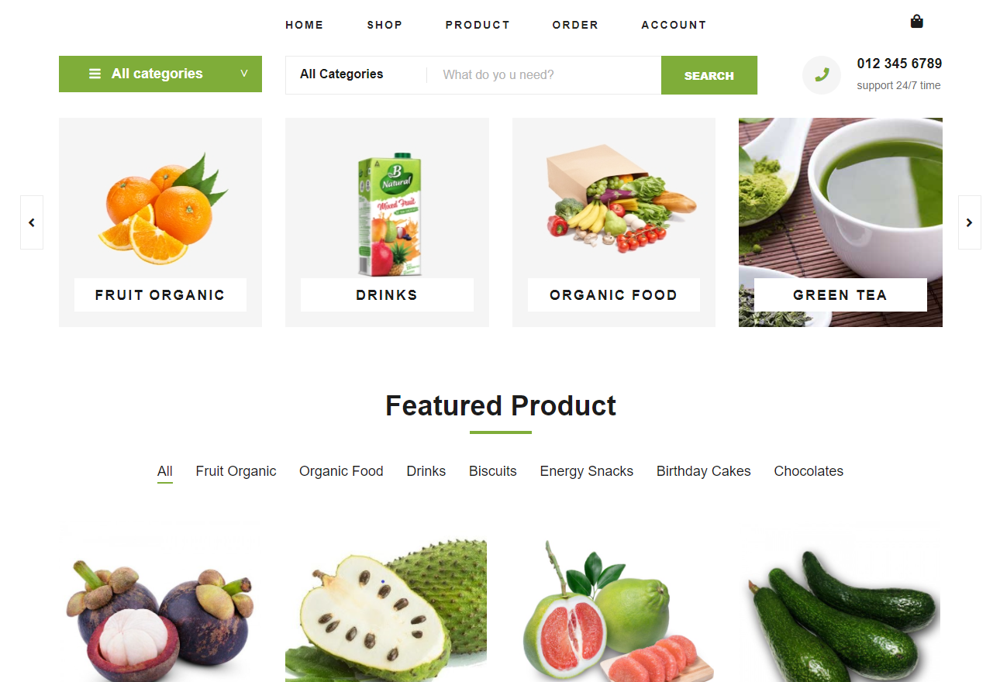 HOME SHOP PRODUCT ORDER ACCOUNT
All categories
All Categories What do yo u need? SEARCH
012 345 6789
support 24/7 time
B
Natural
Mixed Fruit
FRUIT ORGANIC
DRINKS
ORGANIC FOOD
GREEN TEA
Featured Product
All Fruit Organic Organic Food Drinks Biscuits Energy Snacks Birthday Cakes Chocolates